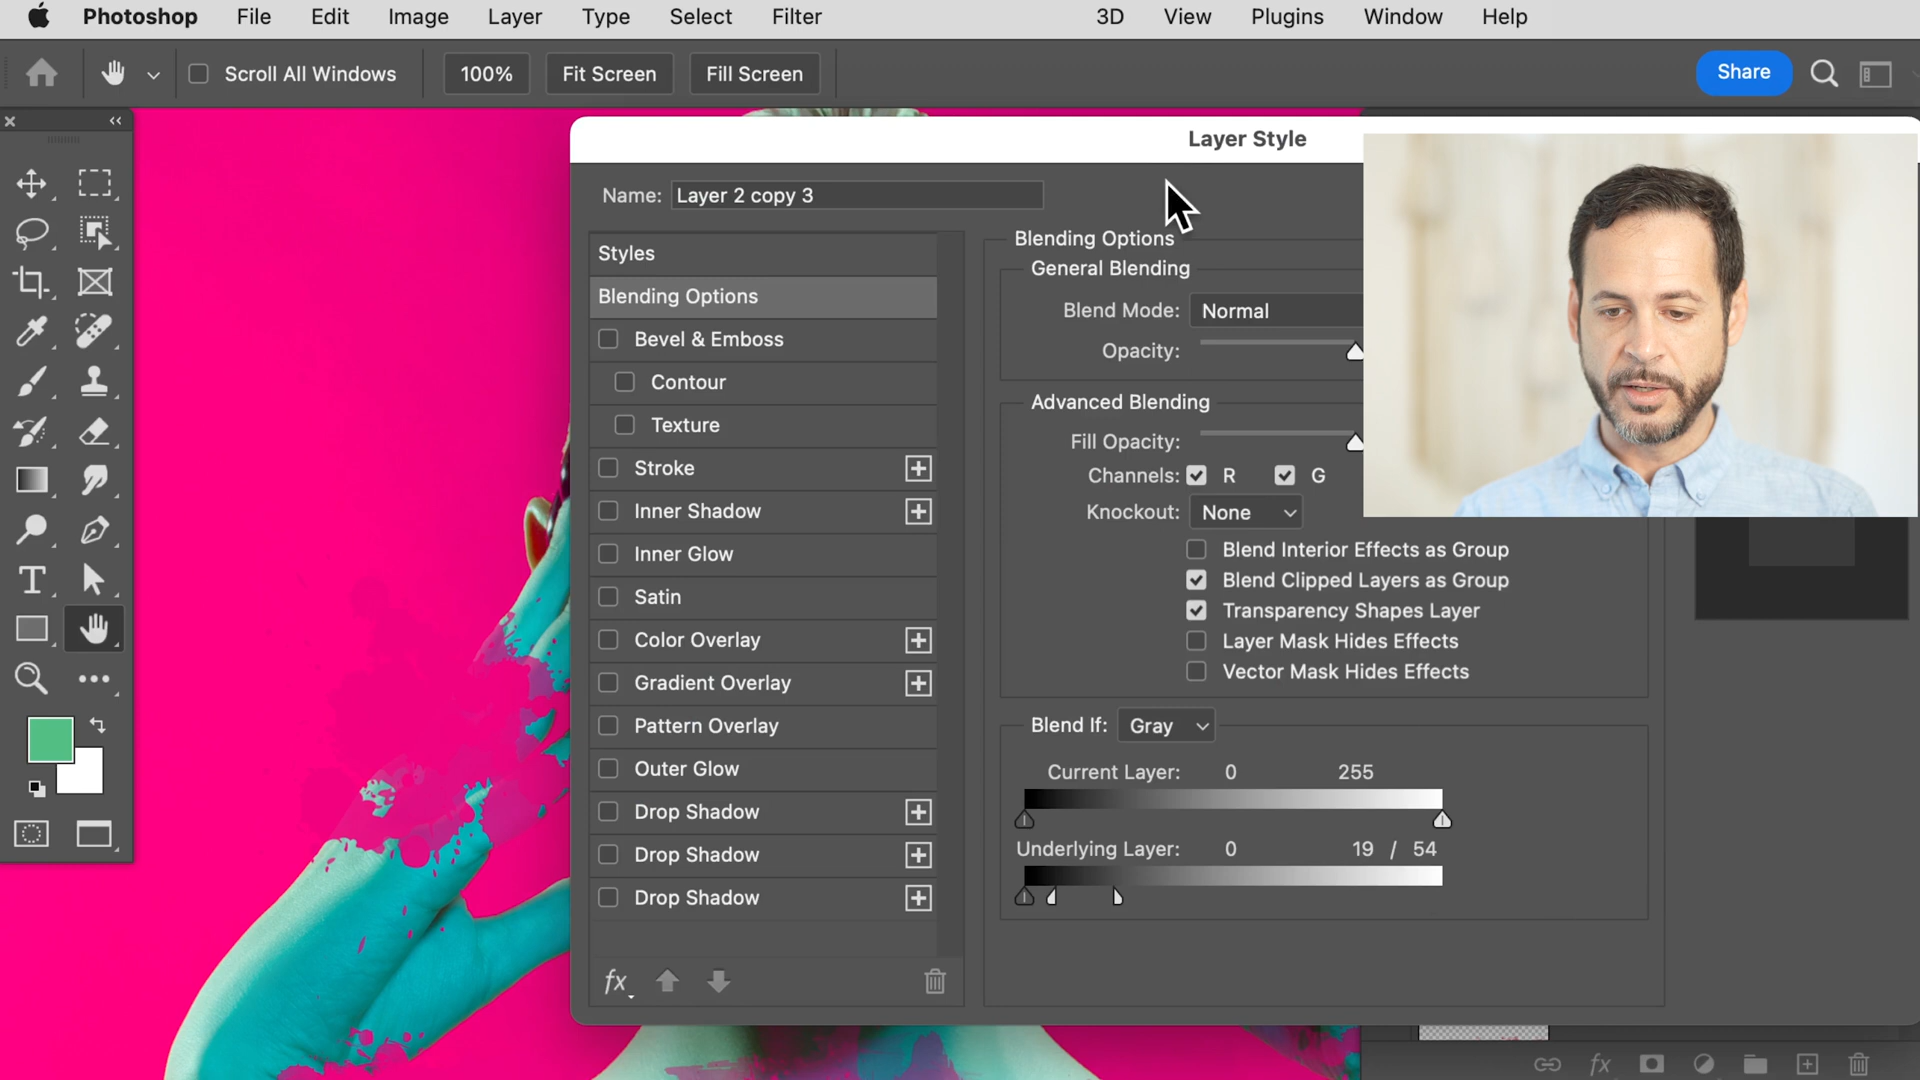 Photoshop File Edit Image Layer Type Select Filter 3D View Plugins Window Help
Scroll All Windows 100% Fit Screen Fill Screen Share
Layer Style
Name: Layer 2 copy 3
Styles
Blending Options
Bevel & Emboss
Contour
Texture
Stroke
Inner Shadow
Inner Glow
Satin
Color Overlay
Gradient Overlay
Pattern Overlay
Outer Glow
Drop Shadow
Drop Shadow
Drop Shadow
fx
Blending Options
General Blending
Blend Mode: Normal
Opacity:
Advanced Blending
Fill Opacity:
Channels: R G
Knockout: None
Blend Interior Effects as Group
Blend Clipped Layers as Group
Transparency Shapes Layer
Layer Mask Hides Effects
Vector Mask Hides Effects
Blend If: Gray
Current Layer: 0 255
Underlying Layer: 0 19 / 54
fx